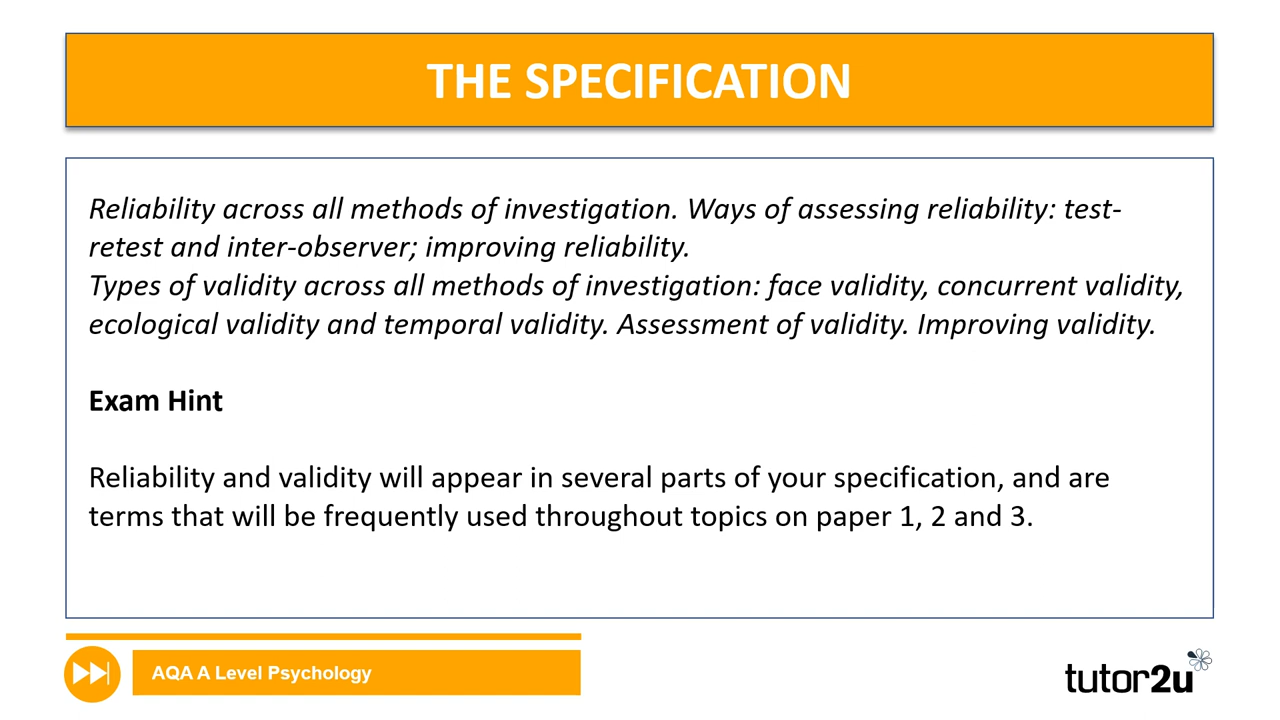 THE SPECIFICATION
Reliability across all methods of investigation. Ways of assessing reliability: test-
retest and inter-observer; improving reliability.
Types of validity across all methods of investigation: face validity, concurrent validity,
ecological validity and temporal validity. Assessment of validity. Improving validity.
Exam Hint
Reliability and validity will appear in several parts of your specification, and are
terms that will be frequently used throughout topics on paper 1, 2 and 3.
AQA A Level Psychology
tutor2u